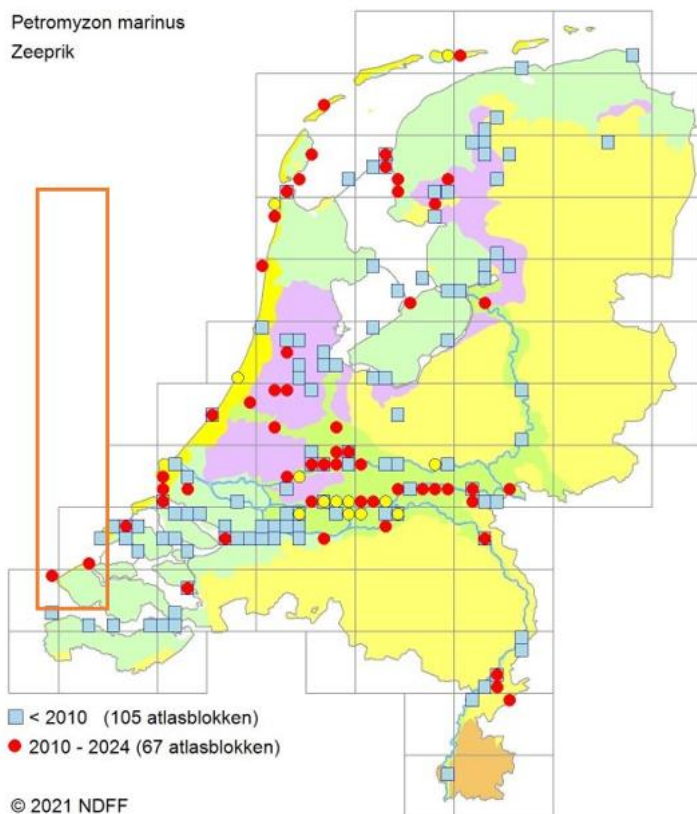 Petromyzon marinus
Zeeprik
< 2010 (105 atlasblokken)
2010 - 2024 (67 atlasblokken)
© 2021 NDFF